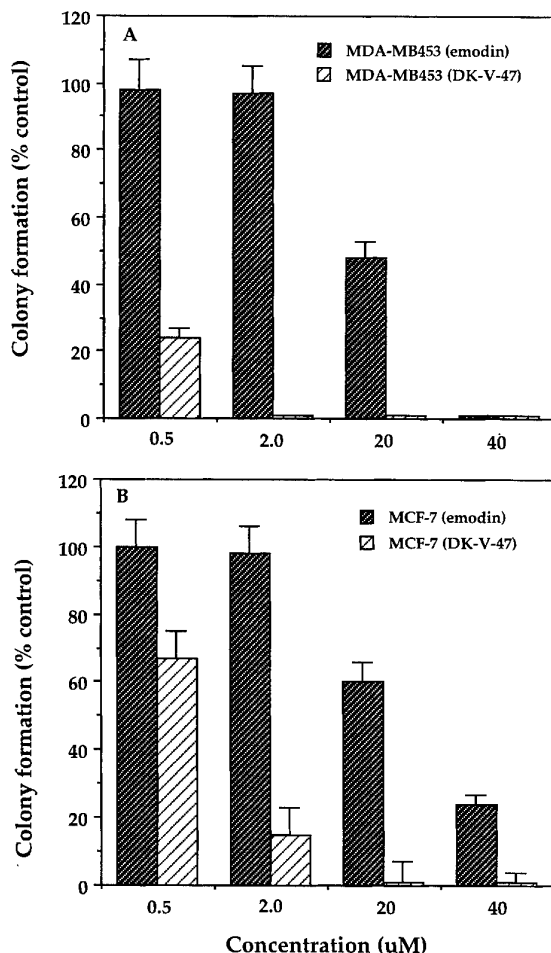 A
MDA-MB453 (emodin)
MDA-MB453 (DK-V-47)
Colony formation (% control)
120
100
80
60
40
20
0
0.5 2.0 20 40
B
MCF-7 (emodin)
MCF-7 (DK-V-47)
Colony formation (% control)
120
100
80
60
40
20
0
0.5 2.0 20 40
Concentration (uM)